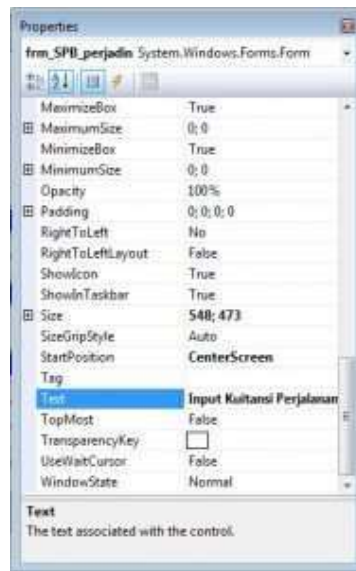 Properties
frm_SPB_perjadin System.Windows.Forms.Form
MaximizeBox True
MaximumSize 0; 0
MinimizeBox True
MinimumSize 0; 0
Opacity 100%
Padding 0; 0; 0; 0
RightToLeft No
RightToLeftLayout False
ShowIcon True
ShowInTaskbar True
Size 548; 473
SizeGripStyle Auto
StartPosition CenterScreen
Tag
Text Input Kuitansi Perjalanan
TopMost False
TransparencyKey
UseWaitCursor False
WindowState Normal
Text
The text associated with the control.